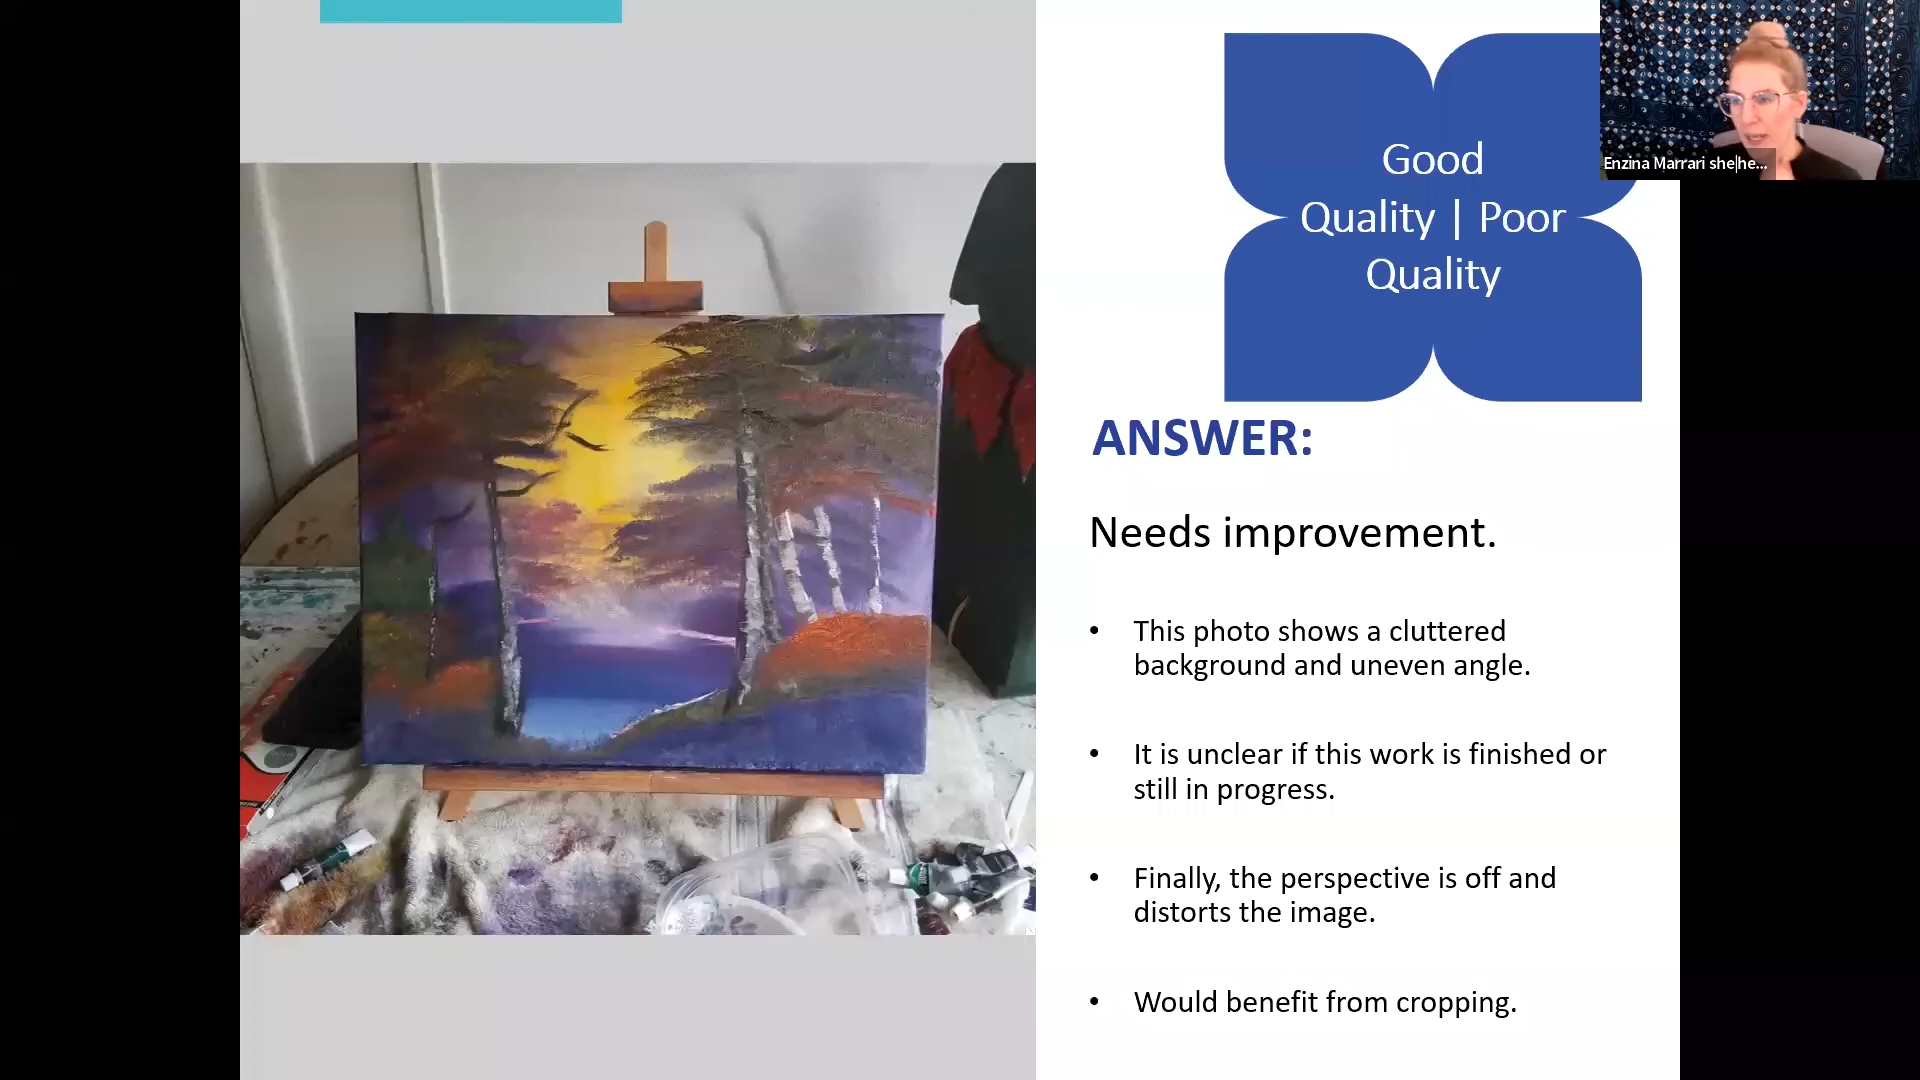 Good
Quality | Poor
Quality
Enzina Marrari she|he...
ANSWER:
Needs improvement.
• This photo shows a cluttered
background and uneven angle.
• It is unclear if this work is finished or
still in progress.
• Finally, the perspective is off and
distorts the image.
• Would benefit from cropping.